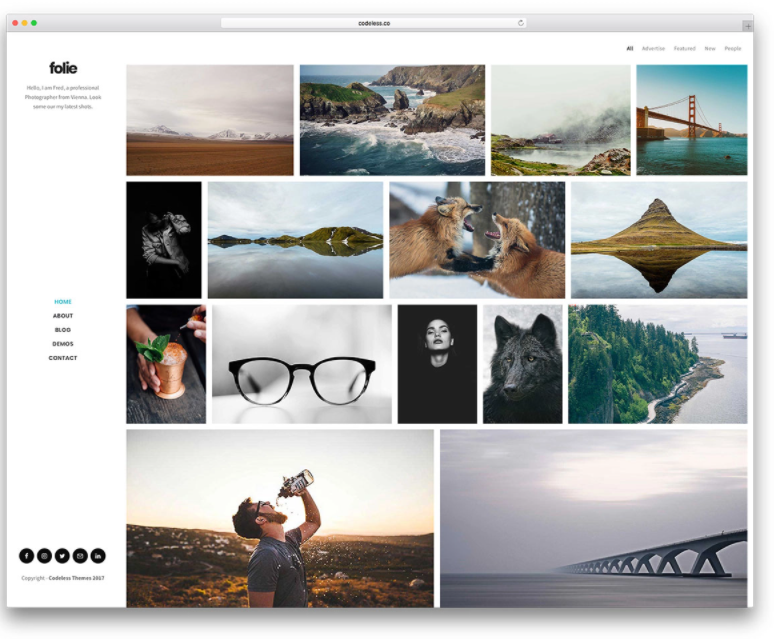 codeless.co
All Advertise Featured New People
folie
Hello, I am Fred, a professional
Photographer from Vienna. Look
some our my latest shots.
HOME
ABOUT
BLOG
DEMOS
CONTACT
Copyright - Codeless Themes 2017